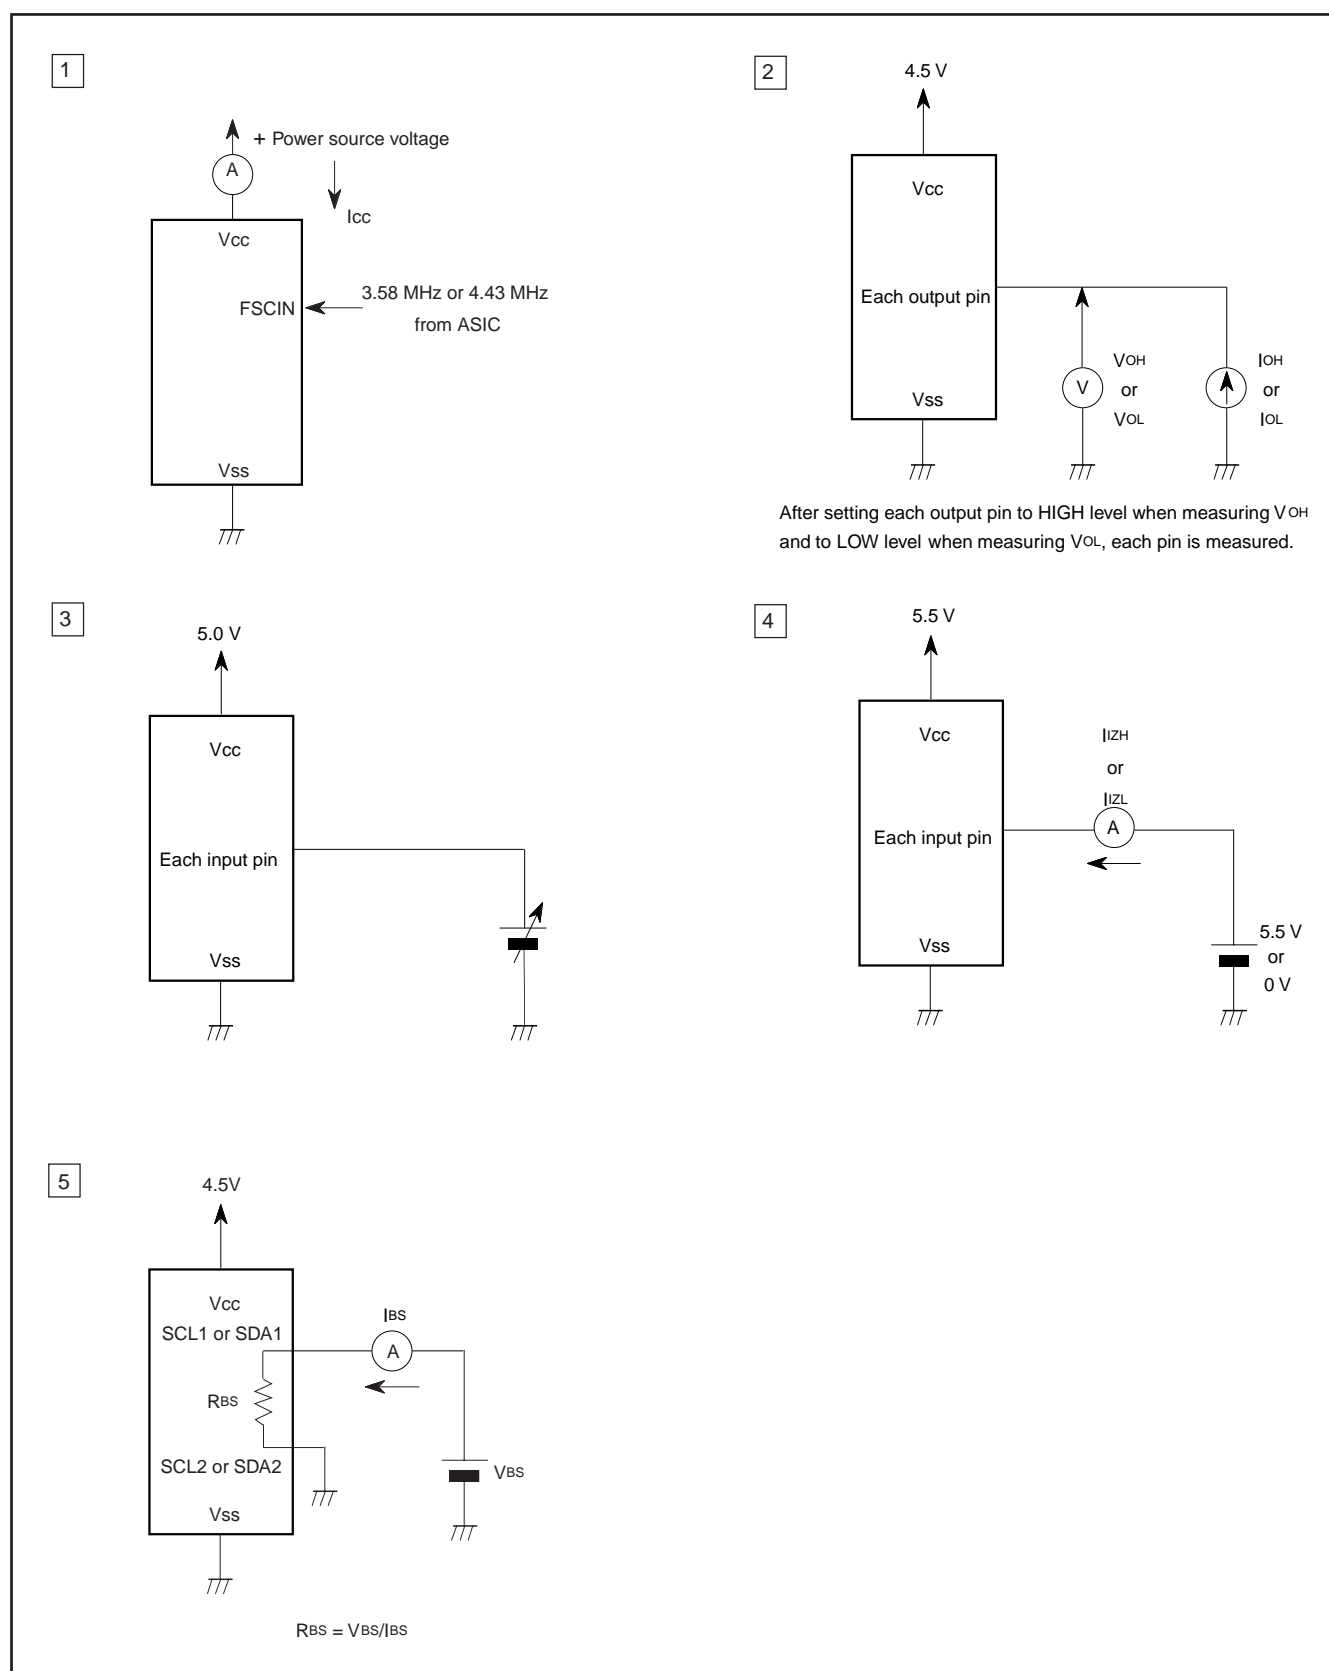 1
+ Power source voltage
A
Icc
Vcc
FSCIN
3.58 MHz or 4.43 MHz
from ASIC
Vss
2
4.5 V
Vcc
Each output pin
VOH
or
VOL
V
IOH
or
IOL
Vss
After setting each output pin to HIGH level when measuring VOH
and to LOW level when measuring VOL, each pin is measured.
3
5.0 V
Vcc
Each input pin
Vss
4
5.5 V
Vcc
IIZH
or
IIZL
A
Each input pin
Vss
5.5 V
or
0 V
5
4.5V
Vcc
SCL1 or SDA1
IBS
A
RBS
SCL2 or SDA2
VBS
Vss
RBS = VBS/IBS